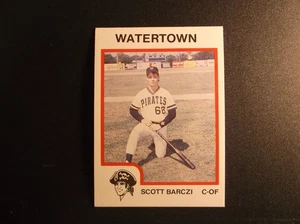 WATERTOWN
PIRATES
68
SCOTT BARCZI C-OF